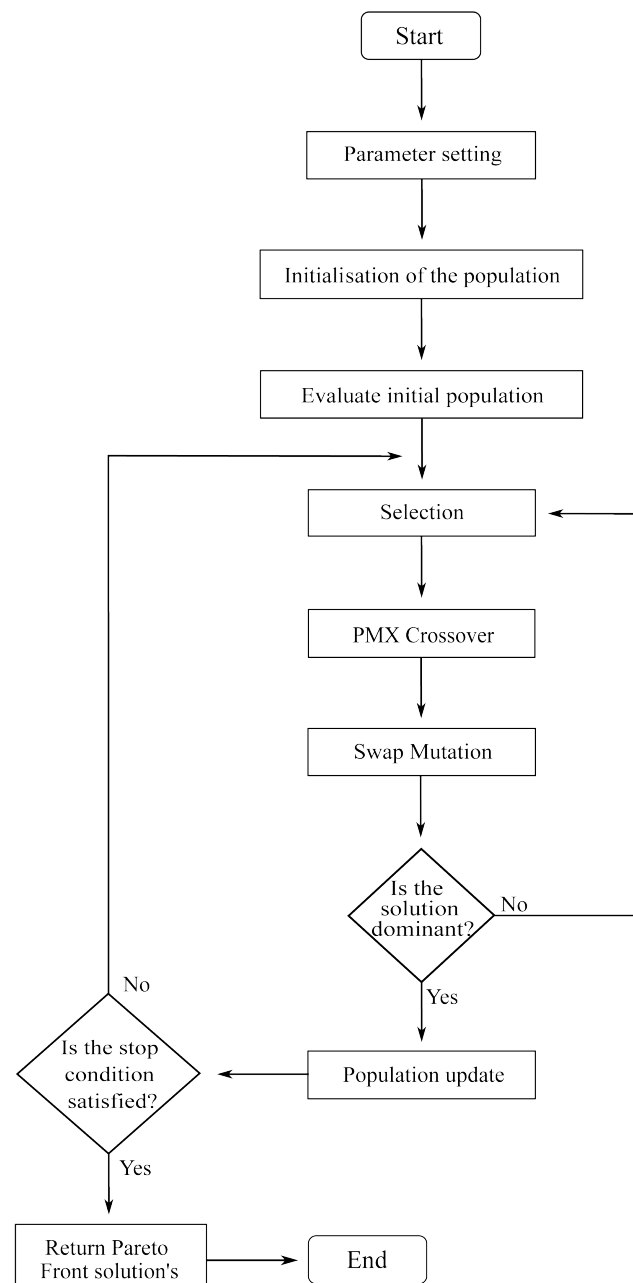 Start
Parameter setting
Initialisation of the population
Evaluate initial population
Selection
PMX Crossover
Swap Mutation
Is the
solution
dominant?
No
Yes
Population update
No
Is the stop
condition
satisfied?
Yes
Return Pareto
Front solution's
End